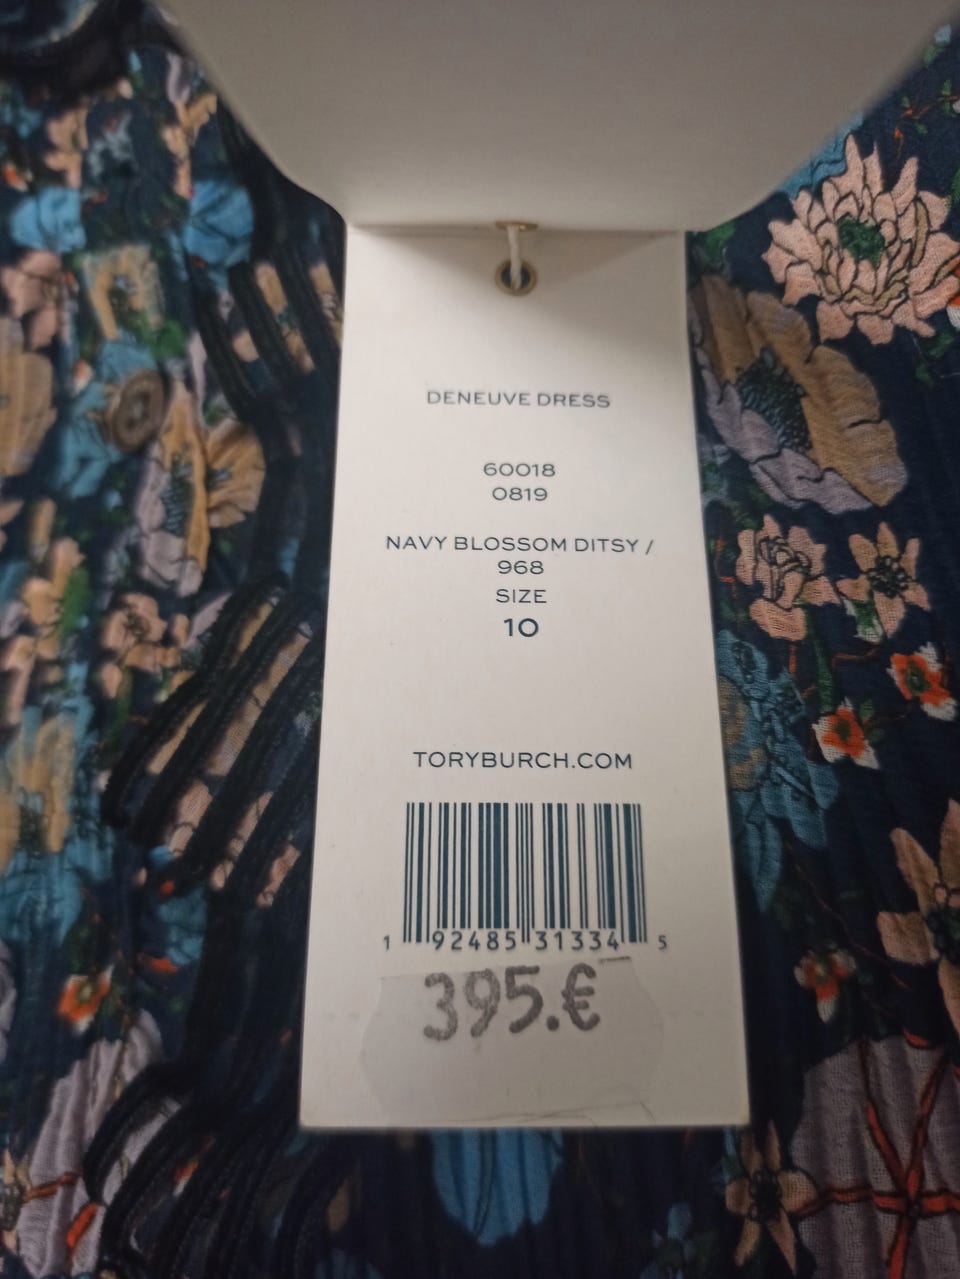 DENEUVE DRESS
60018
0819
NAVY BLOSSOM DITSY /
968
SIZE
10
TORYBURCH.COM
1 92485 31334 5
395.€